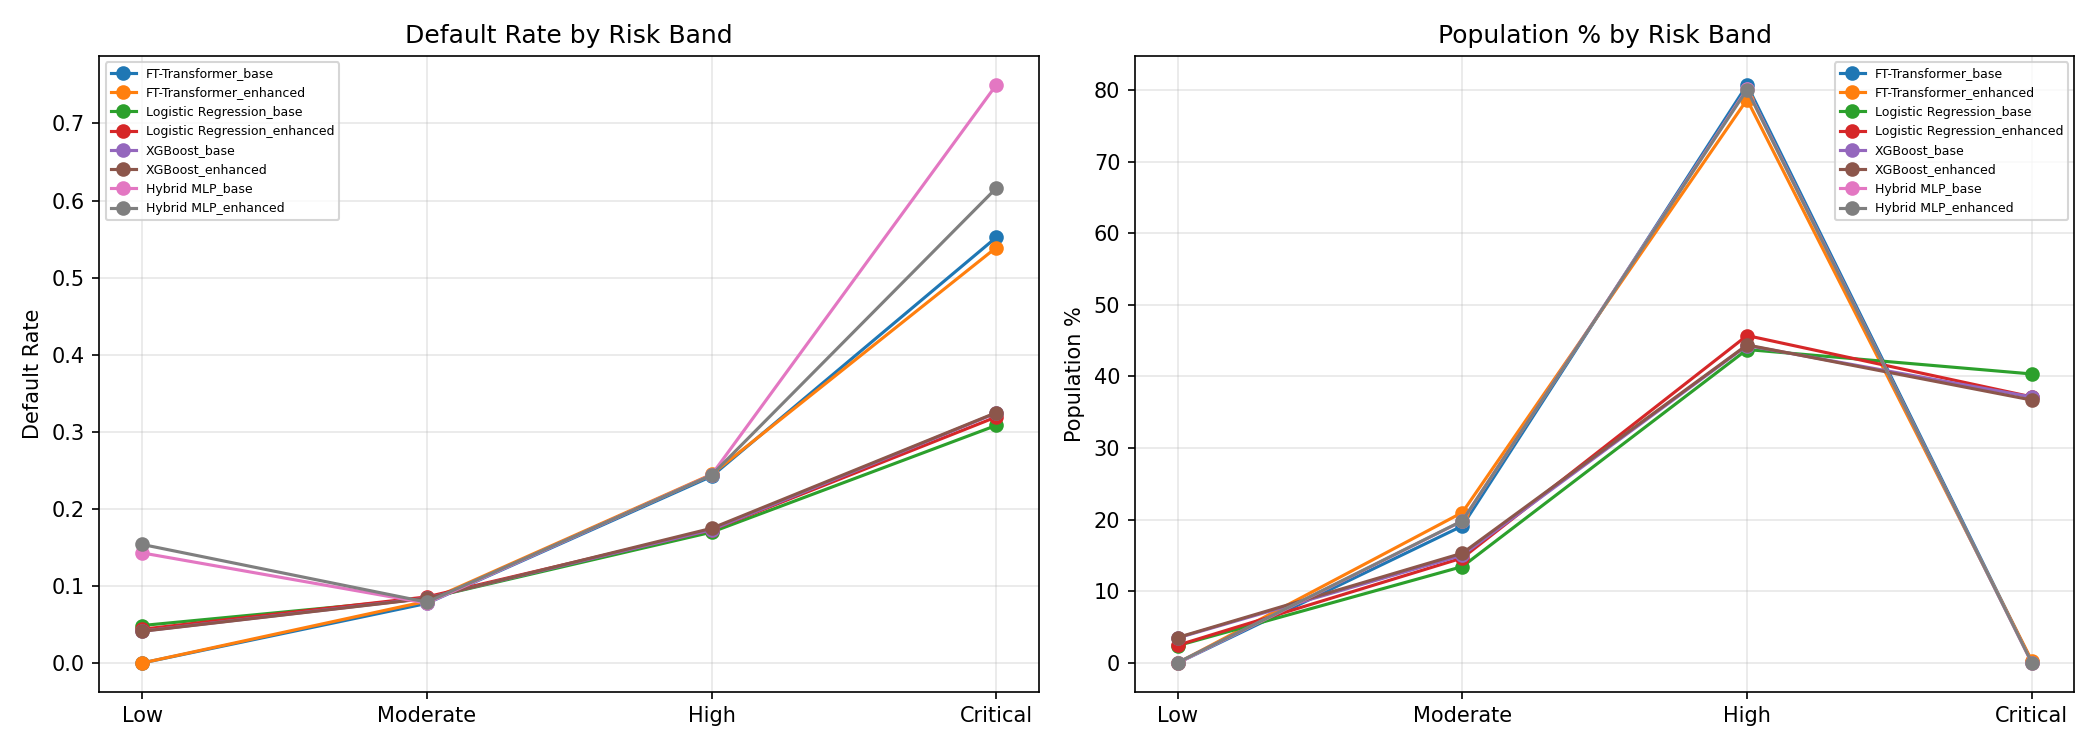 Default Rate by Risk Band
FT-Transformer_base
FT-Transformer_enhanced
Logistic Regression_base
Logistic Regression_enhanced
XGBoost_base
XGBoost_enhanced
Hybrid MLP_base
Hybrid MLP_enhanced
Default Rate
0.7
0.6
0.5
0.4
0.3
0.2
0.1
0.0
Low Moderate High Critical
Population % by Risk Band
FT-Transformer_base
FT-Transformer_enhanced
Logistic Regression_base
Logistic Regression_enhanced
XGBoost_base
XGBoost_enhanced
Hybrid MLP_base
Hybrid MLP_enhanced
Population %
80
70
60
50
40
30
20
10
0
Low Moderate High Critical